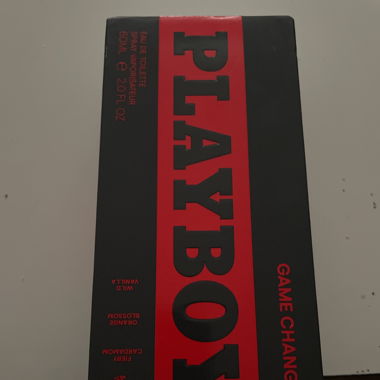 EAU DE TOILETTE
SPRAY VAPORISATEUR
60ML e 2.0 FL OZ
PLAYBOY
GAME CHANG
WILD
VANILLA
ORANGE
BLOSSOM
FIERY
CARDAMOM